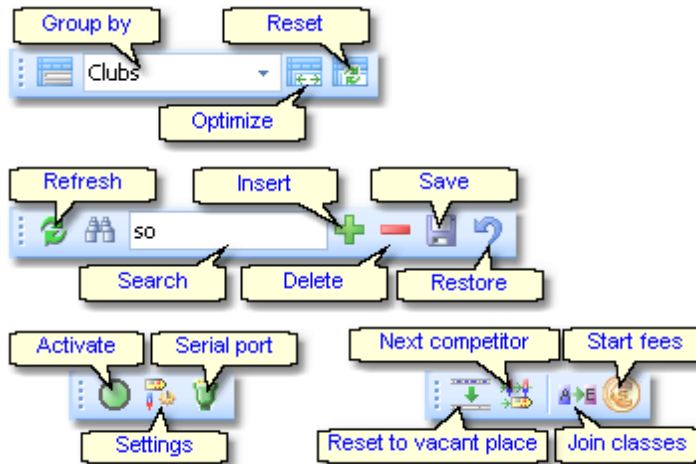 Group by
Reset
Clubs
Optimize
Refresh
Insert
Save
so
Search
Delete
Restore
Activate
Serial port
Next competitor
Start fees
A E
Settings
Reset to vacant place
Join classes